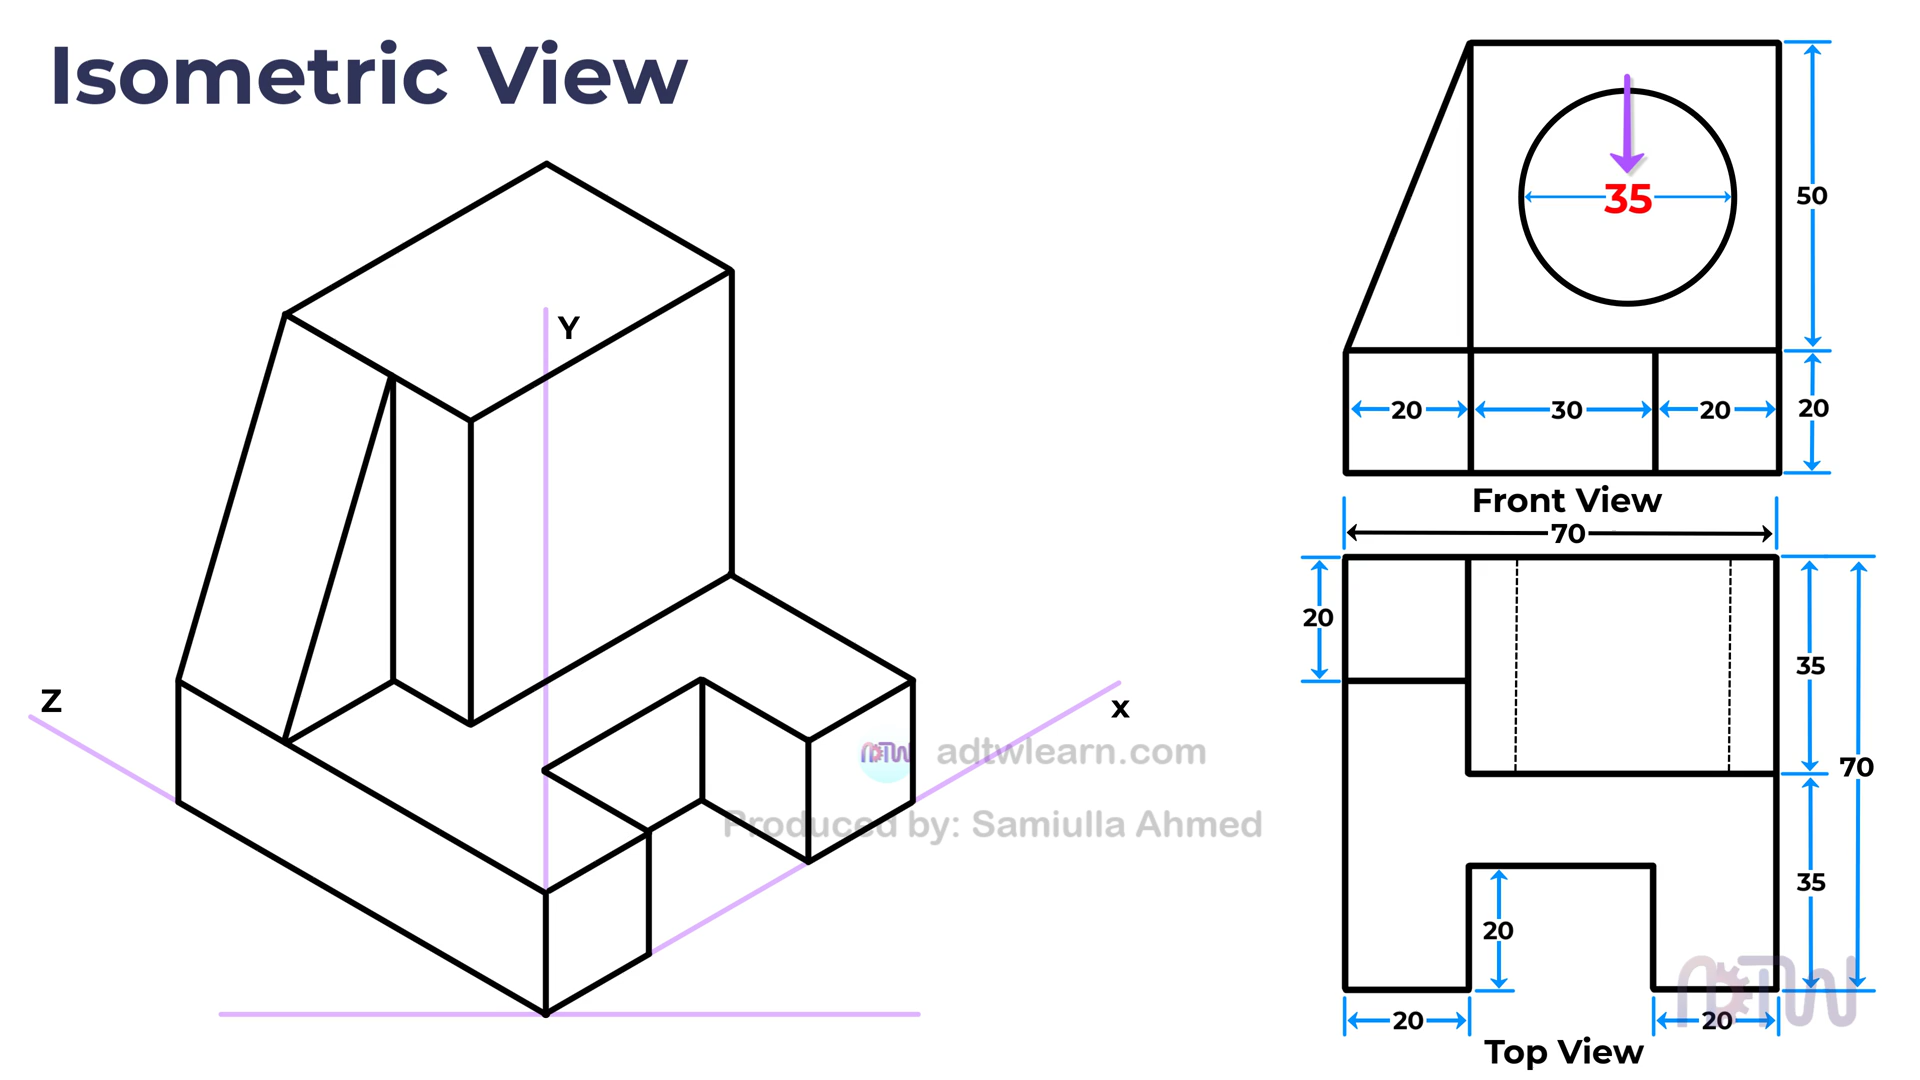 Isometric View
Y
Z
x
adtwlearn.com
Produced by: Samiulla Ahmed
35
50
20
30
20
20
Front View
70
20
35
70
35
20
20
20
Top View